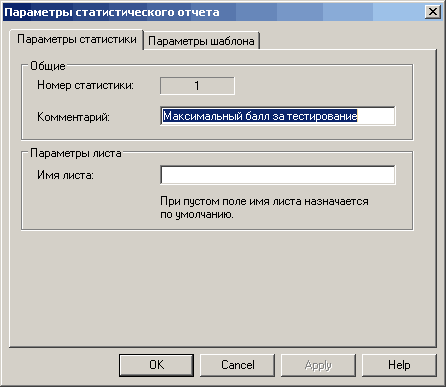 Параметры статистического отчета
Параметры статистики Параметры шаблона
Общие
Номер статистики: 1
Комментарий: Максимальный балл за тестирование
Параметры листа
Имя листа:
При пустом поле имя листа назначается
по умолчанию.
OK Cancel Apply Help